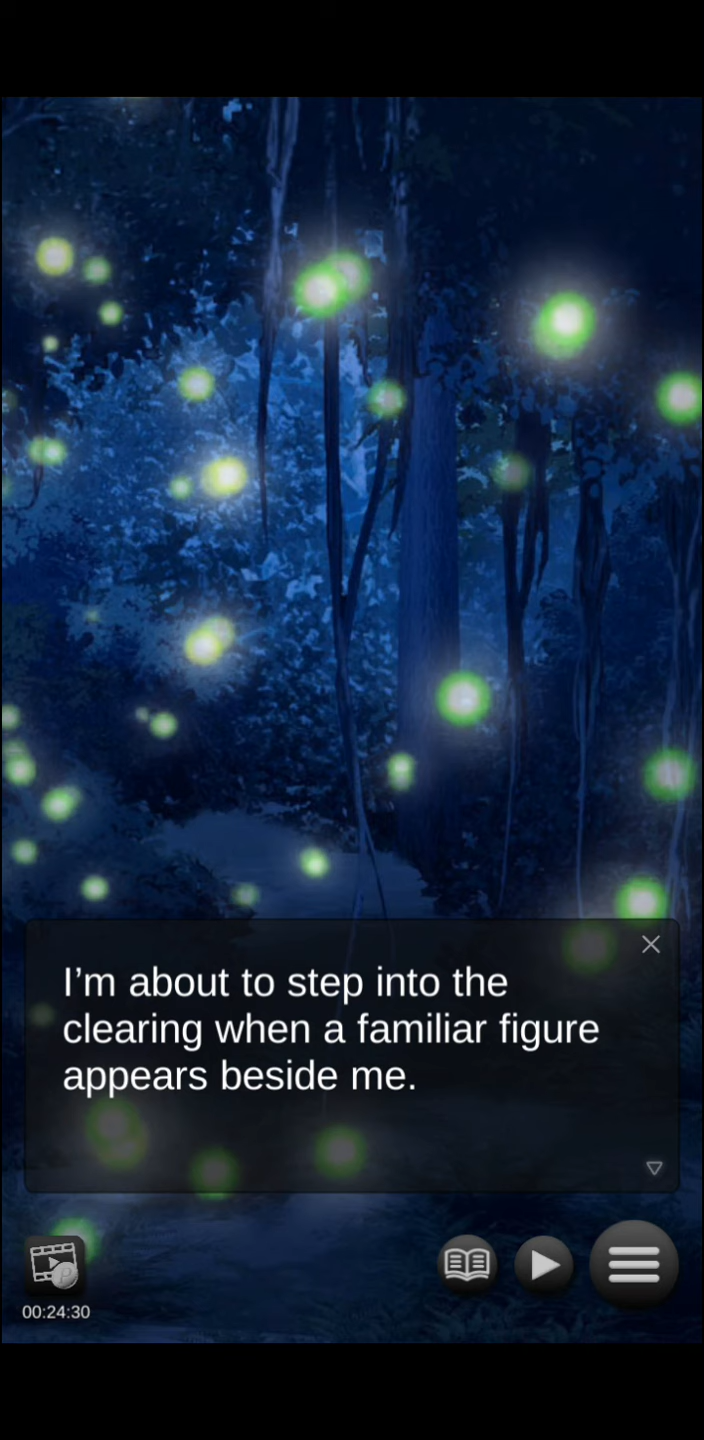 I’m about to step into the
clearing when a familiar figure
appears beside me.
00:24:30